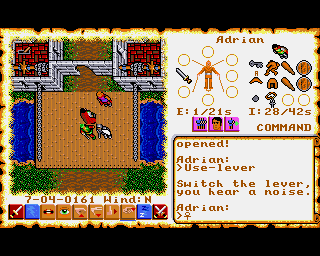 Adrian
E:1/21s I:28/42s
COMMAND
opened!
Adrian:
>Use-lever
Switch the lever,
you hear a noise.
Adrian:
>
7-04-0161 Wind:N